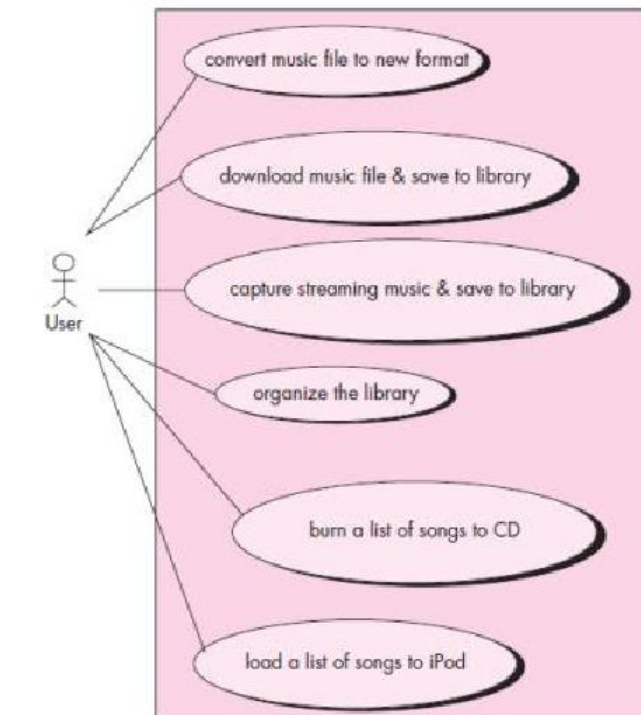 convert music file to new format
download music file & save to library
capture streaming music & save to library
User
organize the library
burn a list of songs to CD
load a list of songs to iPod